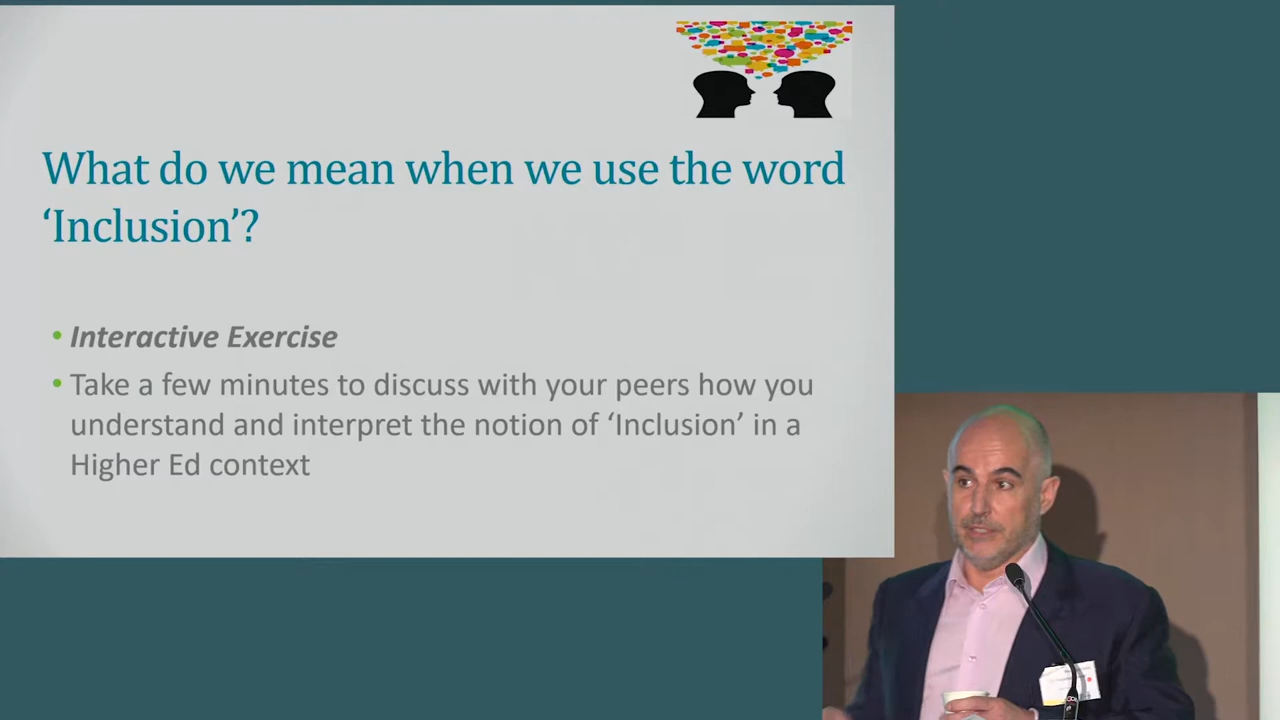 What do we mean when we use the word
‘Inclusion’?
• Interactive Exercise
• Take a few minutes to discuss with your peers how you
understand and interpret the notion of ‘Inclusion’ in a
Higher Ed context